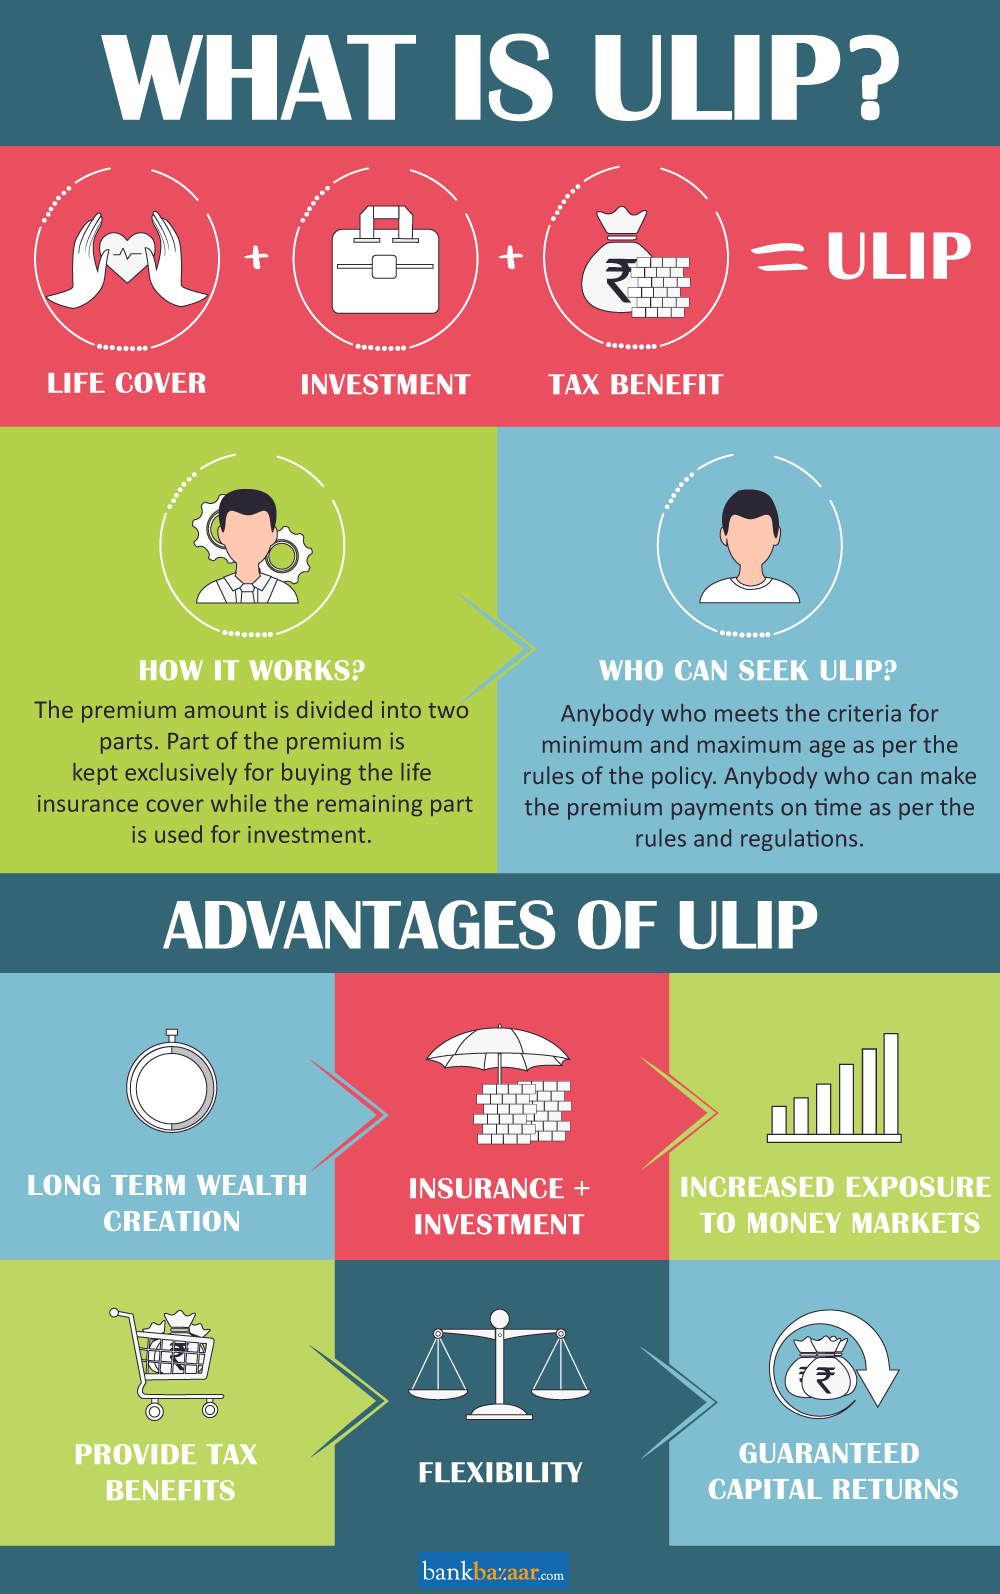 WHAT IS ULIP?
+ + = ULIP
LIFE COVER
INVESTMENT
TAX BENEFIT
HOW IT WORKS?
The premium amount is divided into two
parts. Part of the premium is
kept exclusively for buying the life
insurance cover while the remaining part
is used for investment.
WHO CAN SEEK ULIP?
Anybody who meets the criteria for
minimum and maximum age as per the
rules of the policy. Anybody who can make
the premium payments on time as per the
rules and regulations.
ADVANTAGES OF ULIP
LONG TERM WEALTH
CREATION
INSURANCE +
INVESTMENT
INCREASED EXPOSURE
TO MONEY MARKETS
PROVIDE TAX
BENEFITS
FLEXIBILITY
GUARANTEED
CAPITAL RETURNS
bankbazaar.com